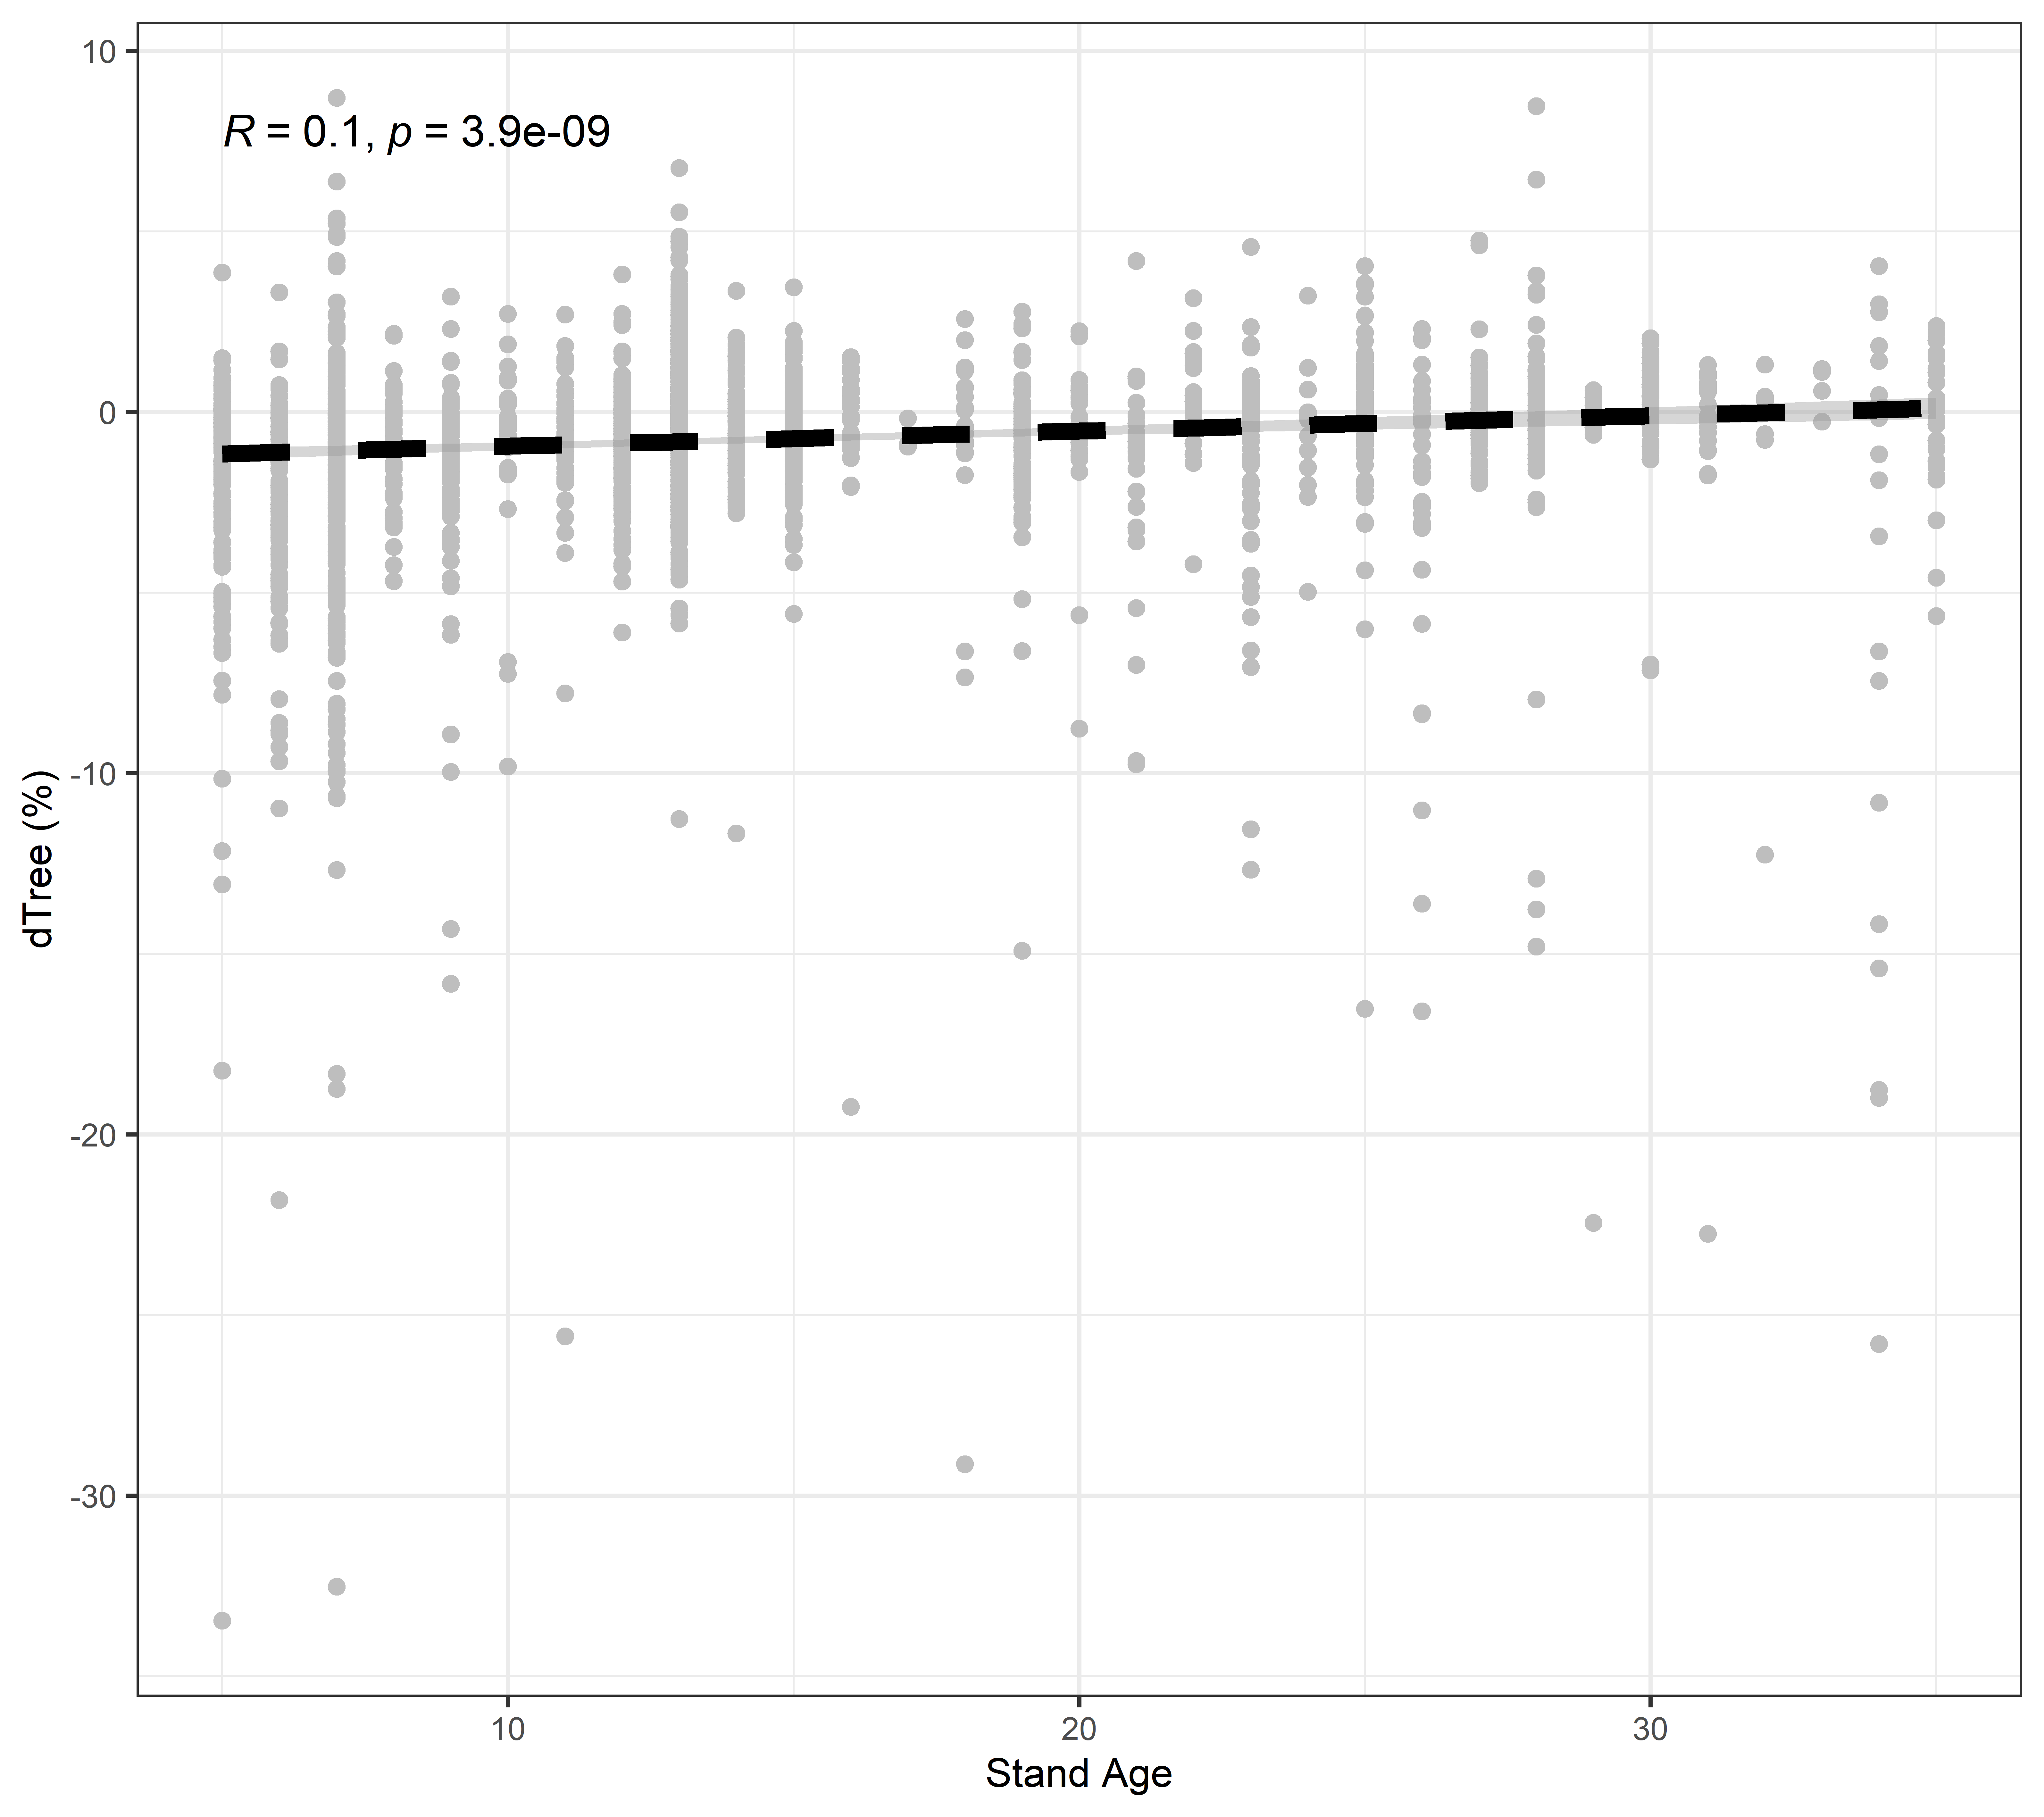 R = 0.1, p = 3.9e-09
10
0
-10
-20
-30
dTree (%)
10 20 30
Stand Age